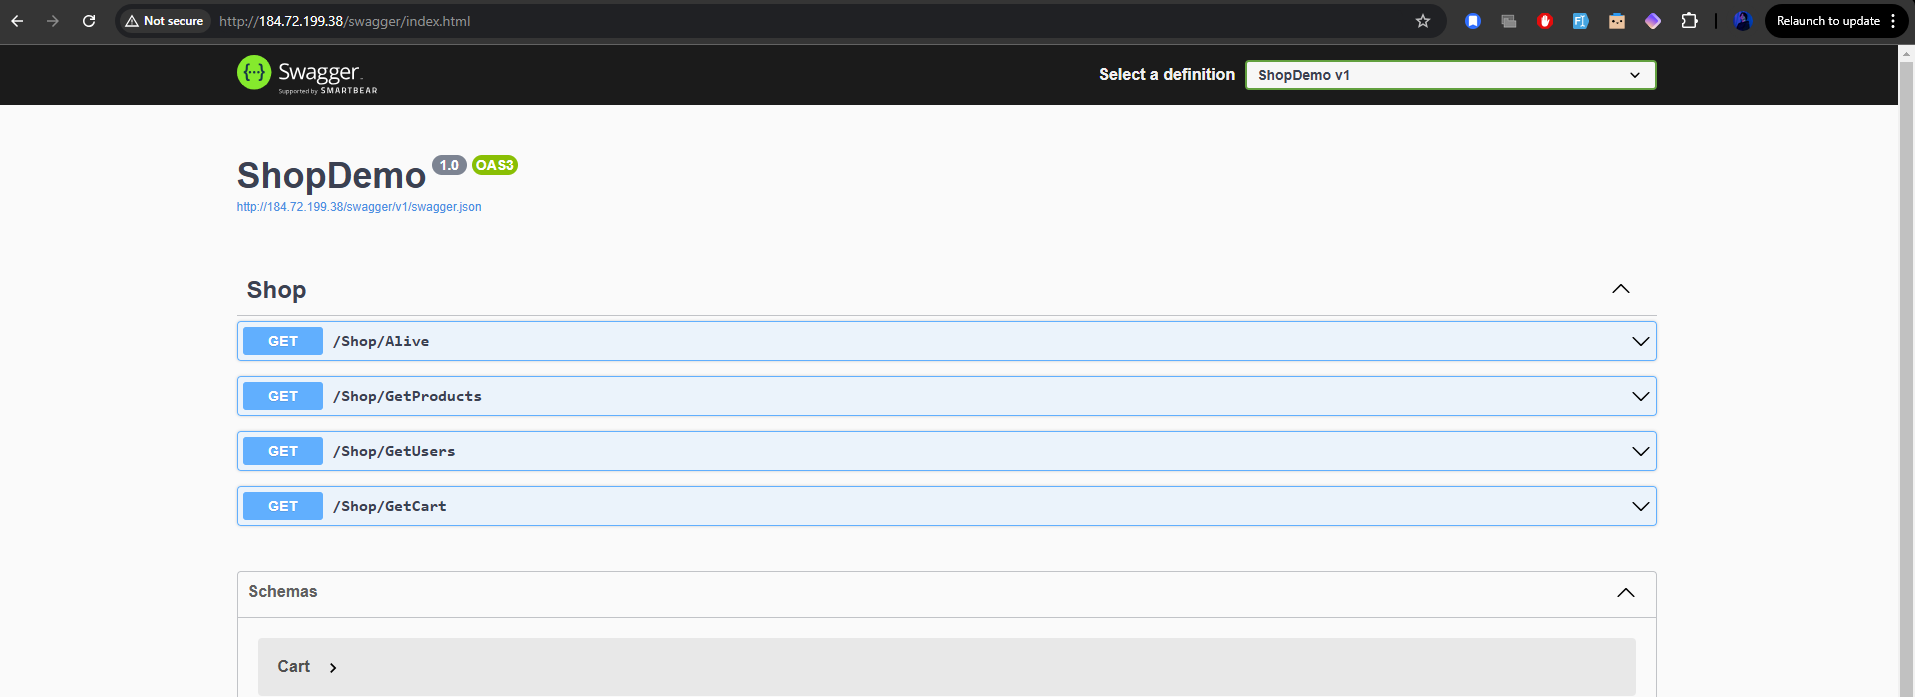 Not secure http://184.72.199.38/swagger/index.html Relaunch to update
Swagger
Supported by SMARTBEAR
Select a definition ShopDemo v1
ShopDemo 1.0 OAS3
http://184.72.199.38/swagger/v1/swagger.json
Shop
GET /Shop/Alive
GET /Shop/GetProducts
GET /Shop/GetUsers
GET /Shop/GetCart
Schemas
Cart